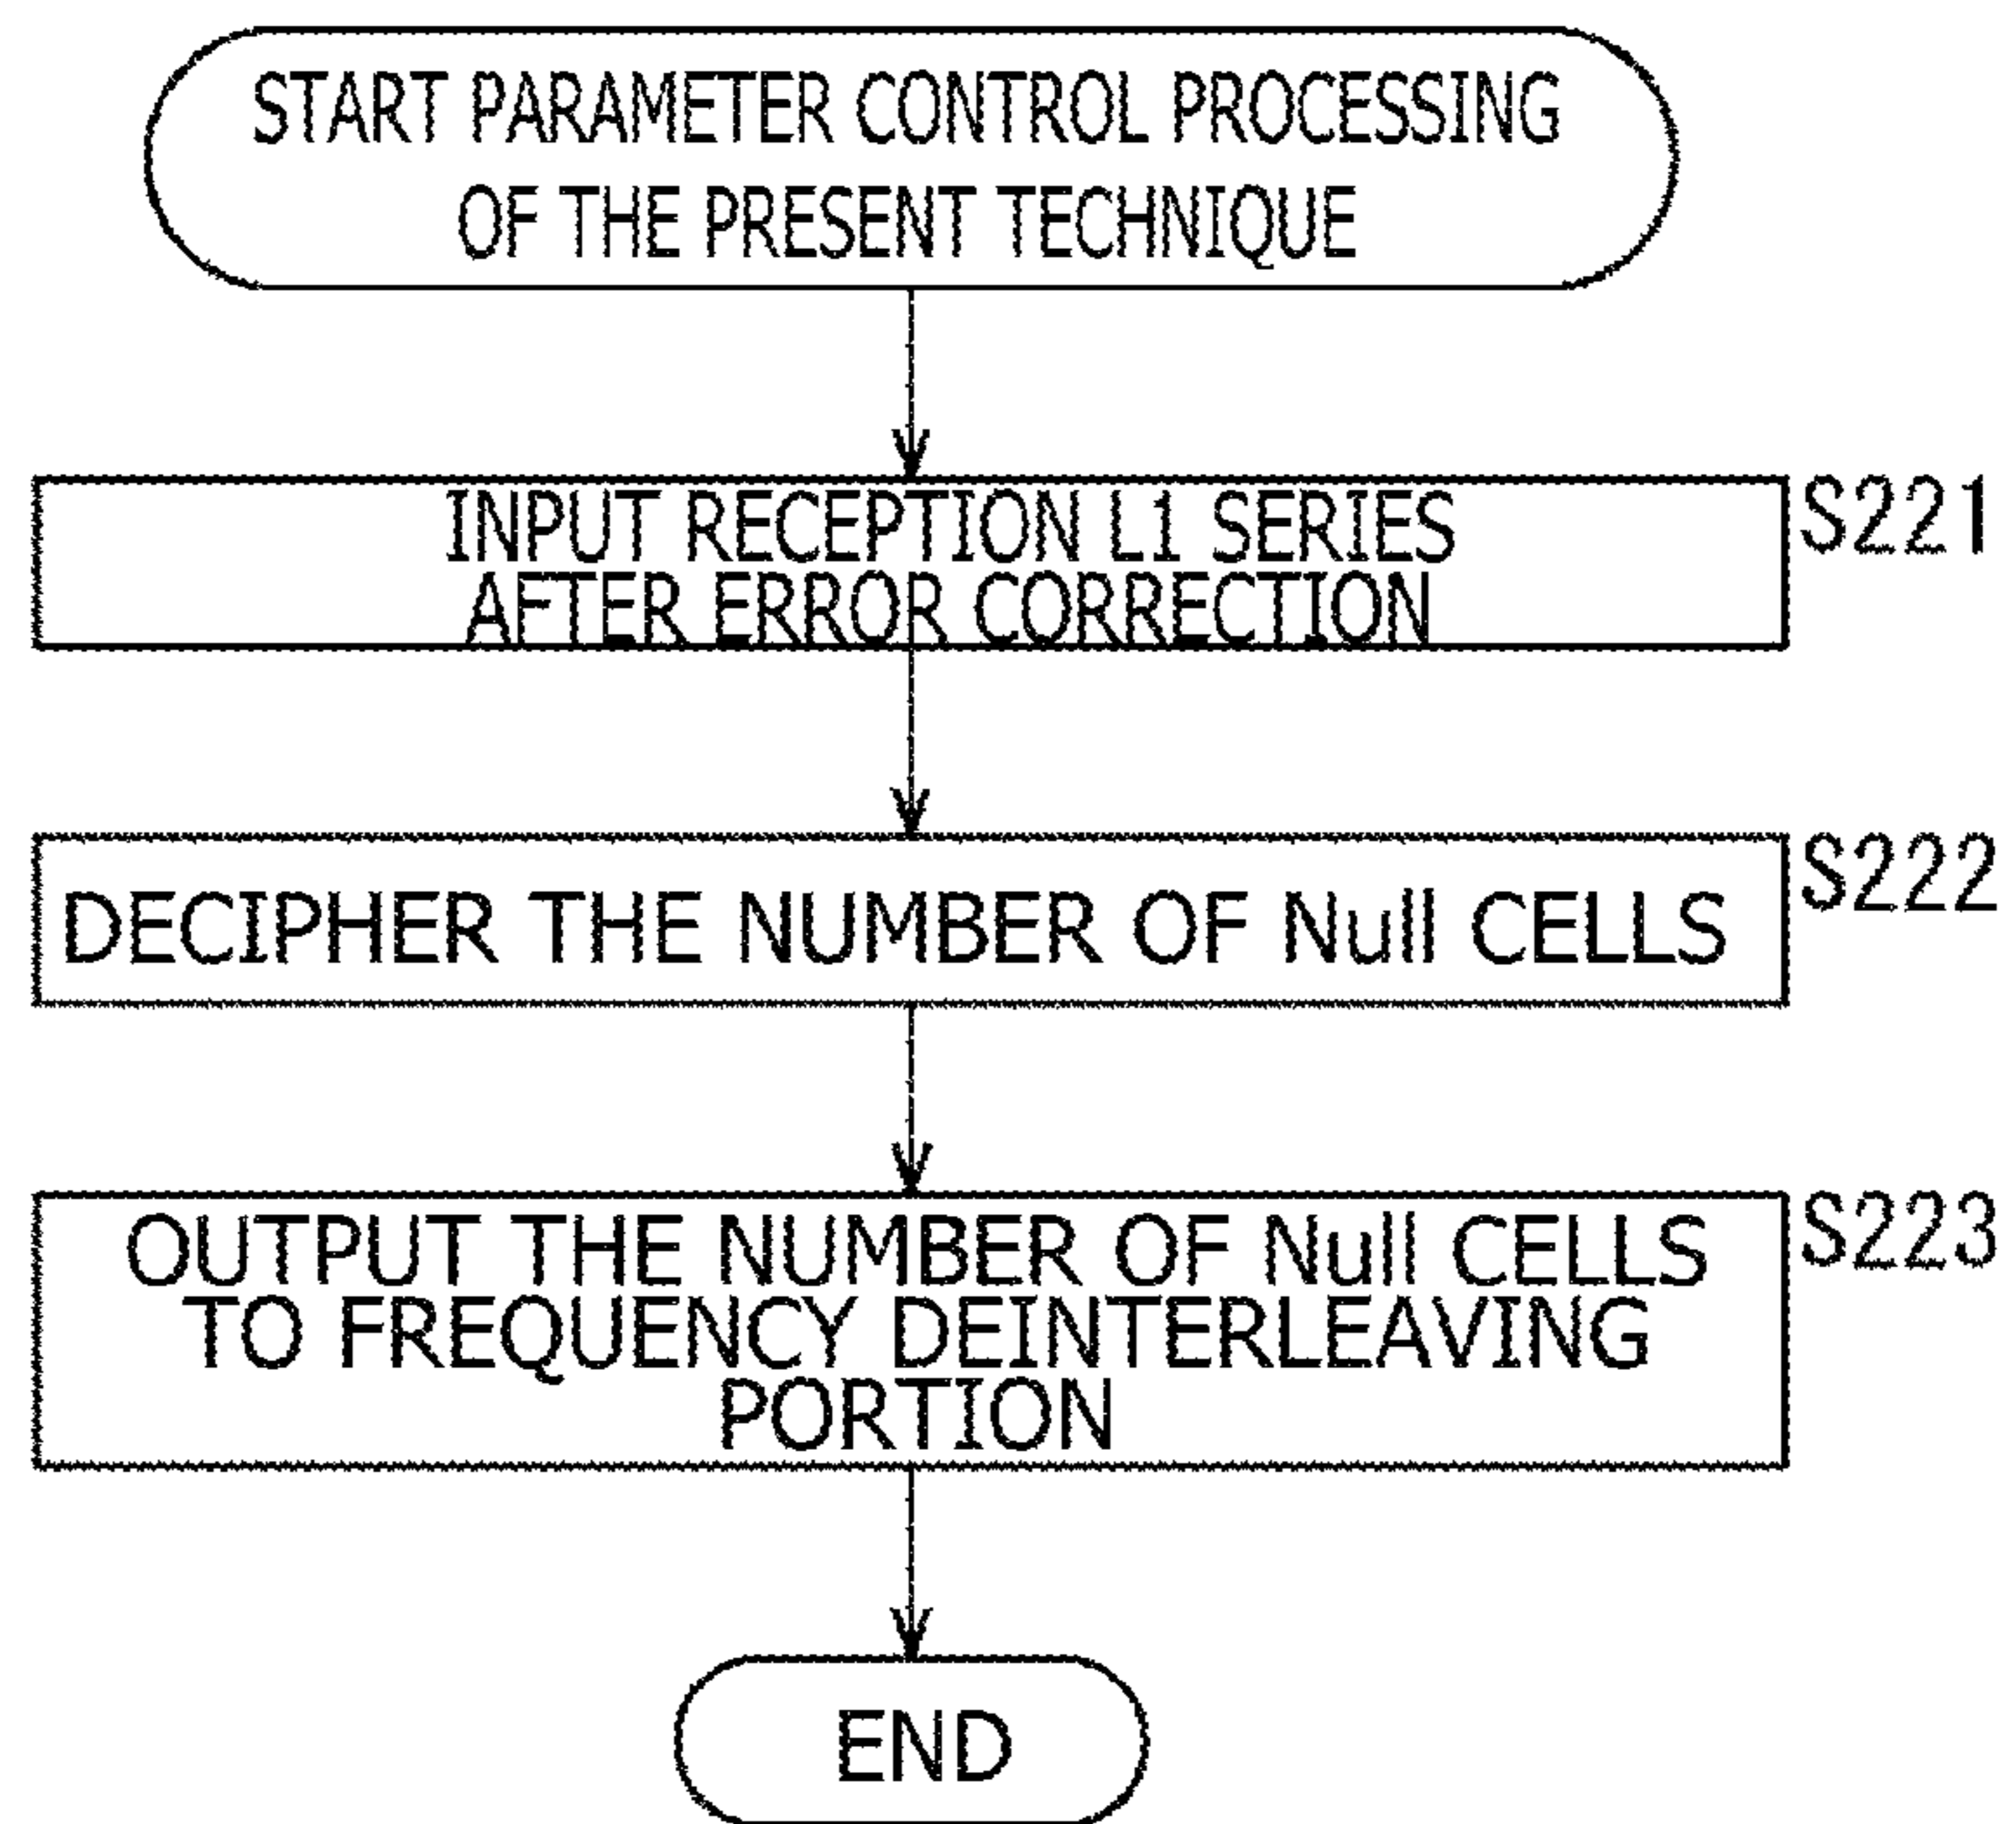 START PARAMETER CONTROL PROCESSING
OF THE PRESENT TECHNIQUE
INPUT RECEPTION L1 SERIES
AFTER ERROR CORRECTION
S221
DECIPHER THE NUMBER OF Null CELLS
S222
OUTPUT THE NUMBER OF Null CELLS
TO FREQUENCY DEINTERLEAVING
PORTION
S223
END